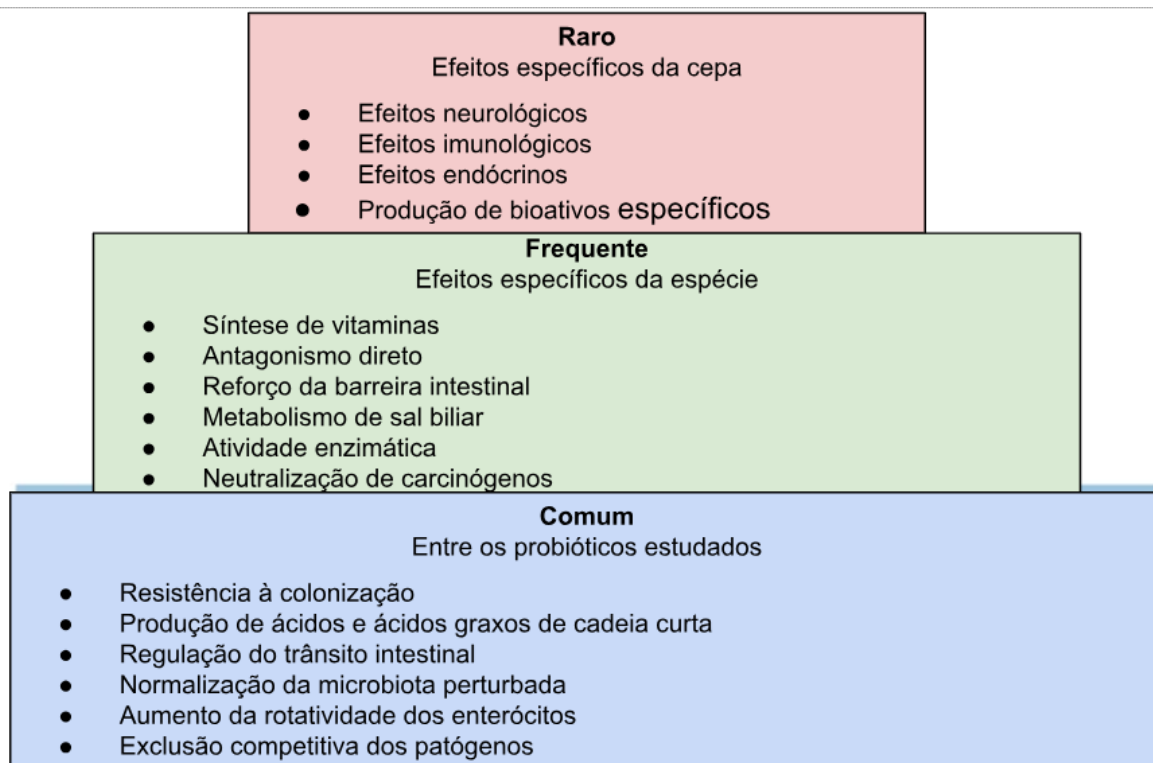 Raro
Efeitos específicos da cepa
● Efeitos neurológicos
● Efeitos imunológicos
● Efeitos endócrinos
● Produção de bioativos específicos
Frequente
Efeitos específicos da espécie
● Síntese de vitaminas
● Antagonismo direto
● Reforço da barreira intestinal
● Metabolismo de sal biliar
● Atividade enzimática
● Neutralização de carcinógenos
Comum
Entre os probióticos estudados
● Resistência à colonização
● Produção de ácidos e ácidos graxos de cadeia curta
● Regulação do trânsito intestinal
● Normalização da microbiota perturbada
● Aumento da rotatividade dos enterócitos
● Exclusão competitiva dos patógenos